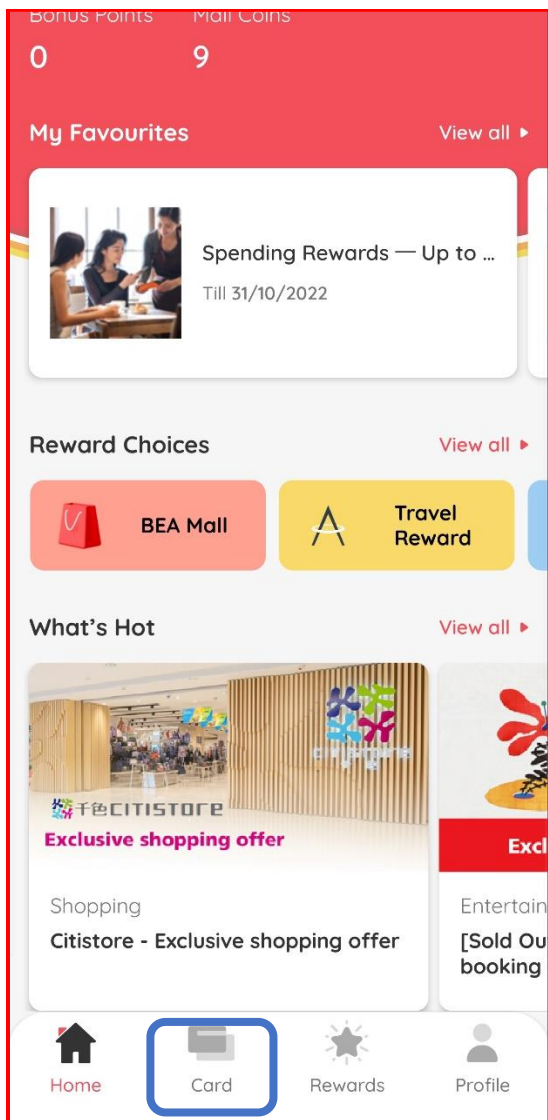 Bonus Points Mall Coins
0 9
My Favourites View all
Spending Rewards — Up to ...
Till 31/10/2022
Reward Choices View all
BEA Mall
Travel
Reward
What's Hot View all
citistore
千色CITISTORE
Exclusive shopping offer
Excl
Shopping
Citistore - Exclusive shopping offer
Entertain
[Sold Ou
booking
Home Card Rewards Profile